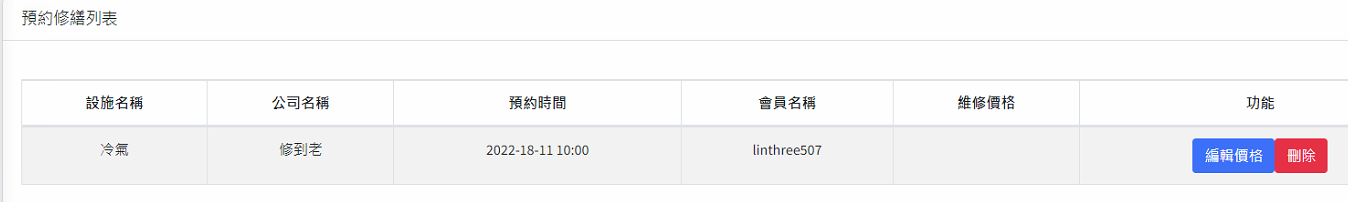 預約修繕列表
設施名稱 公司名稱 預約時間 會員名稱 維修價格 功能
冷氣 修到老 2022-18-11 10:00 linthree507 編輯價格 刪除